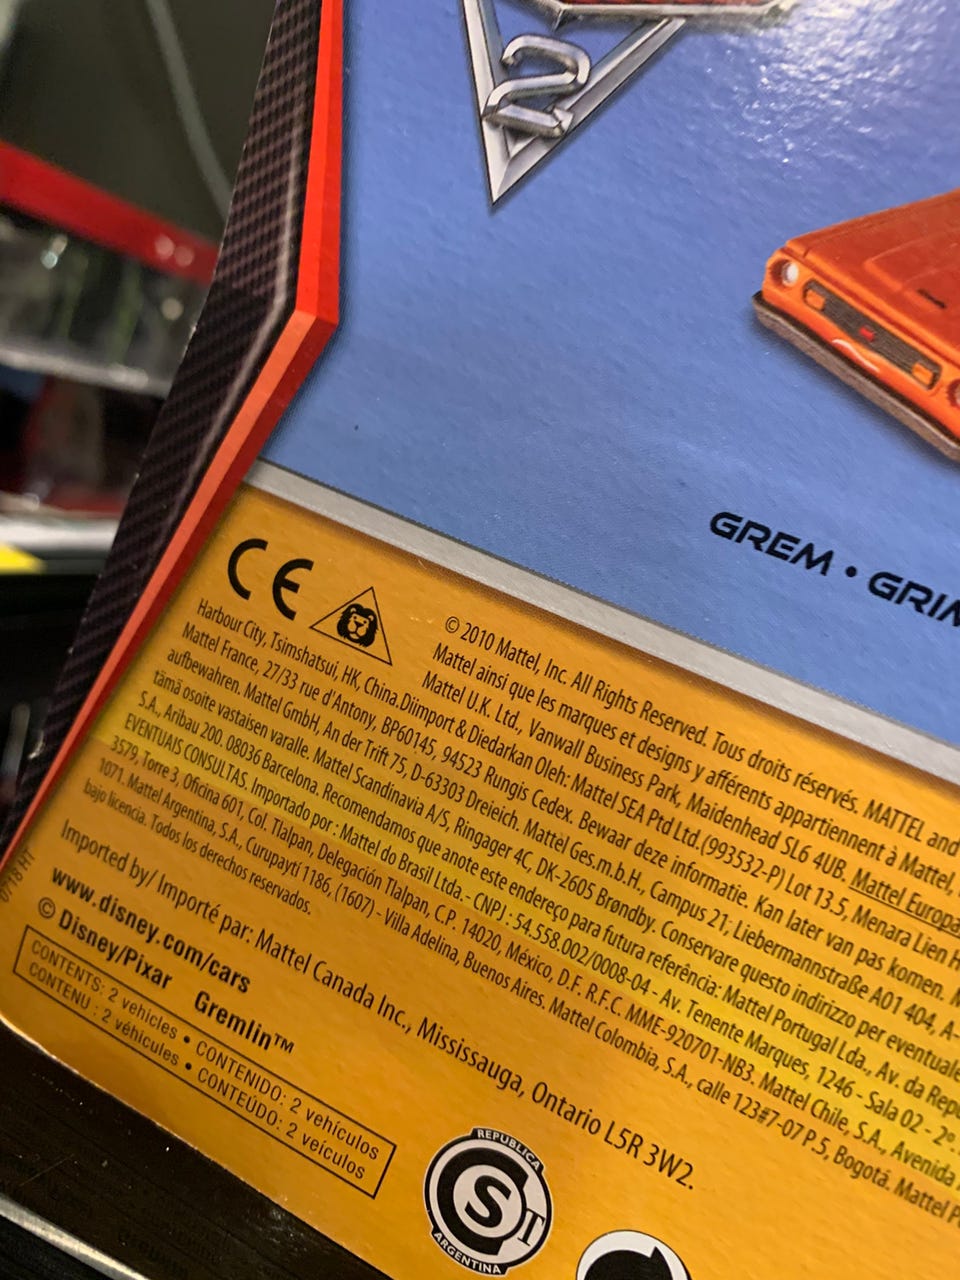 2
GREM • GRIM
CE
© 2010 Mattel, Inc. All Rights Reserved. Tous droits réservés. MATTEL and
Mattel ainsi que les marques et designs y afférents appartiennent à Mattel,
Mattel U.K. Ltd., Vanwall Business Park, Maidenhead SL6 4UB. Mattel Europa
Harbour City, Tsimshatsui, HK, China. Diimport & Diedarkan Oleh: Mattel SEA Ptd Ltd.(993532-P) Lot 13.5, Menara Lien H
Mattel France, 27/33 rue d'Antony, BP60145, 94523 Rungis Cedex. Bewaar deze informatie. Kan later van pas komen.
aufbewahren. Mattel GmbH, An der Trift 75, D-63303 Dreieich. Mattel Ges.m.b.H., Campus 21, Liebermannstraße A01 404, A-
tämä osoite vastaisen varalle. Mattel Scandinavia A/S, Ringager 4C, DK-2605 Brøndby. Conservare questo indirizzo per eventuale
S.A., Aribau 200. 08036 Barcelona. Recomendamos que anote este endereço para futura referência: Mattel Portugal Lda., Av. da Repu
EVENTUAIS CONSULTAS. Importado por : Mattel do Brasil Ltda.- CNPJ : 54.558.002/0008-04 - Av. Tenente Marques, 1246 - Sala 02 - 2º
3579, Torre 3, Oficina 601, Col. Tlalpan, Delegación Tlalpan, C.P. 14020, México, D.F. R.F.C. MME-920701-NB3. Mattel Chile. S.A., Avenida
1071. Mattel Argentina, S.A., Curupaytí 1186, (1607) - Villa Adelina, Buenos Aires. Mattel Colombia, S.A., calle 123#7-07 P.5, Bogotá. Mattel P
bajo licencia. Todos los derechos reservados.
Imported by/ Importé par: Mattel Canada Inc., Mississauga, Ontario L5R 3W2.
www.disney.com/cars
© Disney/Pixar Gremlin™
CONTENTS: 2 vehicles • CONTENIDO: 2 vehículos
CONTENU : 2 véhicules • CONTEÚDO: 2 veículos
REPUBLICA
S T
ARGENTINA